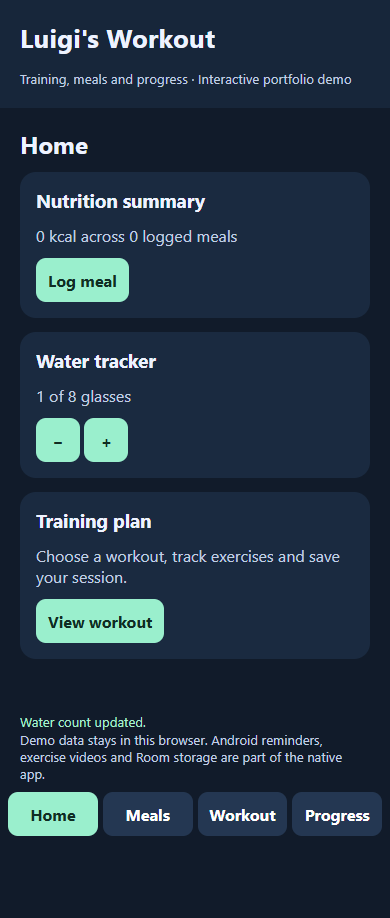 Luigi's Workout
Training, meals and progress · Interactive portfolio demo
Home
Nutrition summary
0 kcal across 0 logged meals
Log meal
Water tracker
1 of 8 glasses
− +
Training plan
Choose a workout, track exercises and save
your session.
View workout
Water count updated.
Demo data stays in this browser. Android reminders,
exercise videos and Room storage are part of the native
app.
Home Meals Workout Progress